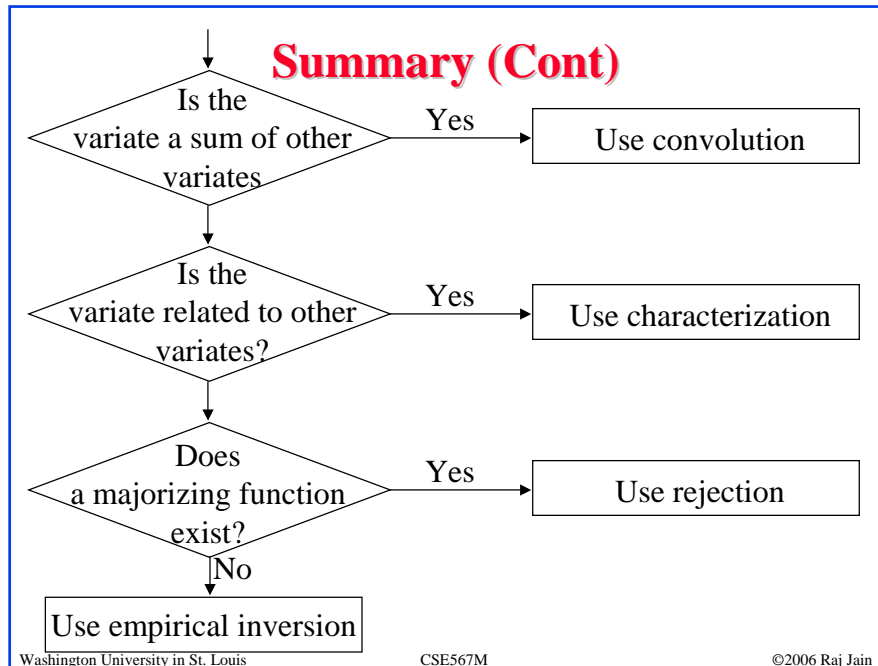 Summary (Cont)
Is the
variate a sum of other
variates
Yes
Use convolution
Is the
variate related to other
variates?
Yes
Use characterization
Does
a majorizing function
exist?
Yes
Use rejection
No
Use empirical inversion
Washington University in St. Louis
CSE567M
©2006 Raj Jain